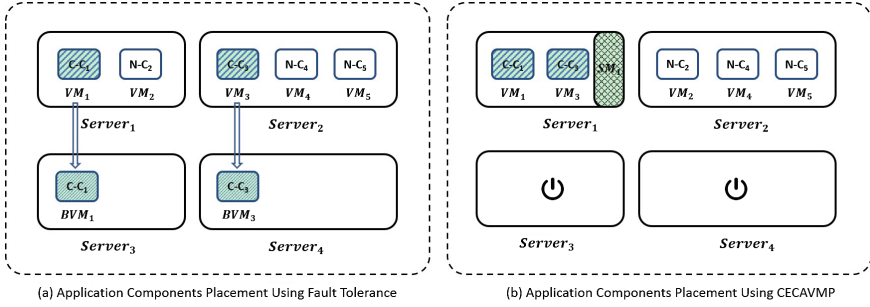 C-C₁ N-C₂ C-C₃ N-C₄ N-C₅
VM₁ VM₂ VM₃ VM₄ VM₅
Server₁ Server₂
C-C₁ C-C₃
BVM₁ BVM₃
Server₃ Server₄
(a) Application Components Placement Using Fault Tolerance
C-C₁ C-C₃ SM₁ N-C₂ N-C₄ N-C₅
VM₁ VM₃ VM₂ VM₄ VM₅
Server₁ Server₂
Server₃ Server₄
(b) Application Components Placement Using CECAVMP